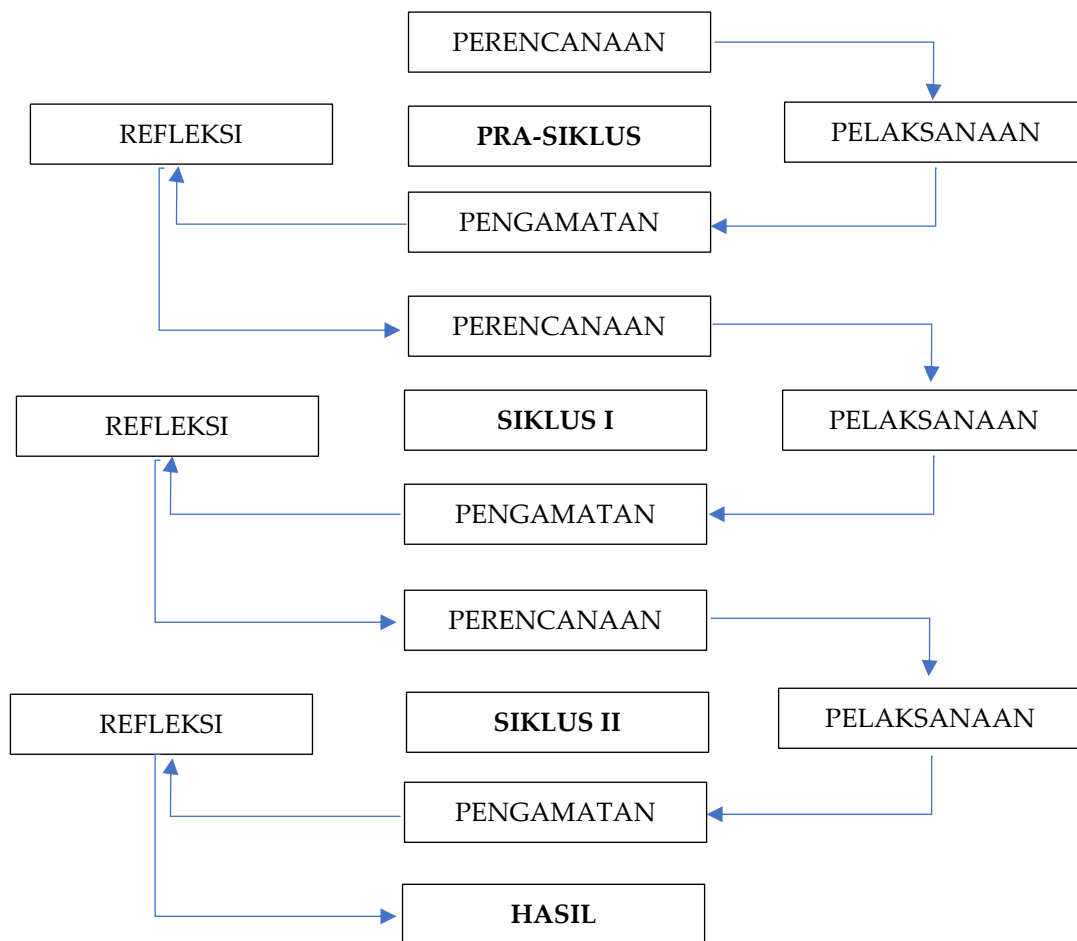 PERENCANAAN
REFLEKSI
PRA-SIKLUS
PELAKSANAAN
PENGAMATAN
PERENCANAAN
REFLEKSI
SIKLUS I
PELAKSANAAN
PENGAMATAN
PERENCANAAN
REFLEKSI
SIKLUS II
PELAKSANAAN
PENGAMATAN
HASIL